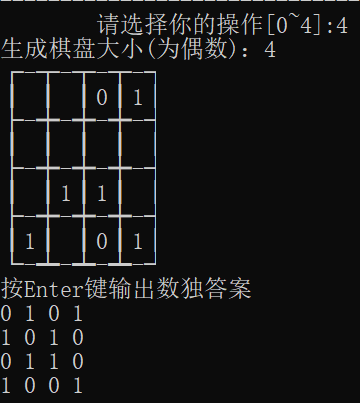 请选择你的操作[0~4]:4
生成棋盘大小(为偶数): 4
0 1
1 1
1 0 1
按Enter键输出数独答案
0 1 0 1
1 0 1 0
0 1 1 0
1 0 0 1